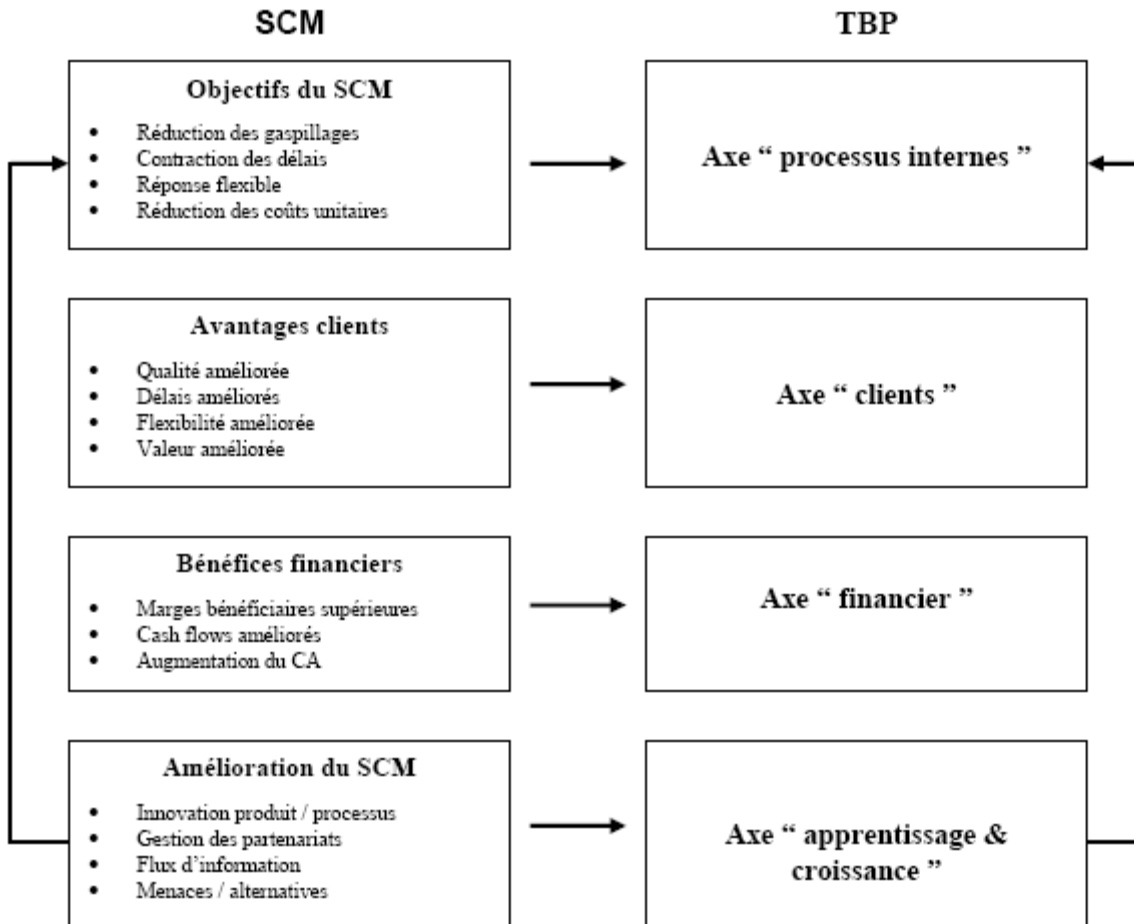 SCM
TBP
Objectifs du SCM
• Réduction des gaspillages
• Contraction des délais
• Réponse flexible
• Réduction des coûts unitaires
Axe “ processus internes ”
Avantages clients
• Qualité améliorée
• Délais améliorés
• Flexibilité améliorée
• Valeur améliorée
Axe “ clients ”
Bénéfices financiers
• Marges bénéficiaires supérieures
• Cash flows améliorés
• Augmentation du CA
Axe “ financier ”
Amélioration du SCM
• Innovation produit / processus
• Gestion des partenariats
• Flux d’information
• Menaces / alternatives
Axe “ apprentissage &
croissance ”